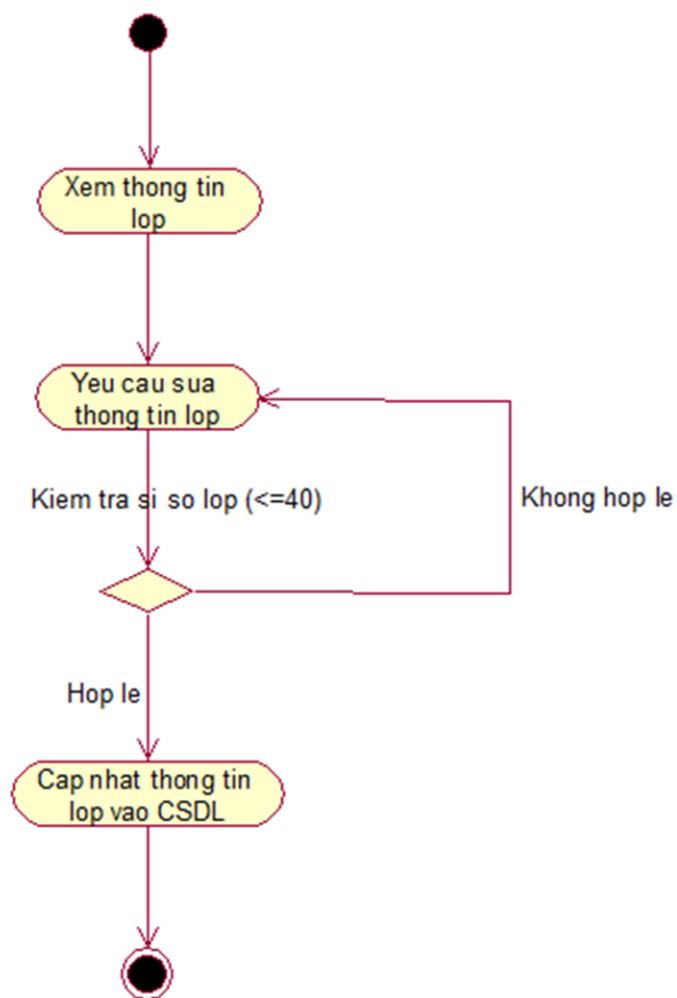 Xem thong tin
lop
Yeu cau sua
thong tin lop
Kiem tra si so lop (<=40)
Khong hop le
Hop le
Cap nhat thong tin
lop vao CSDL